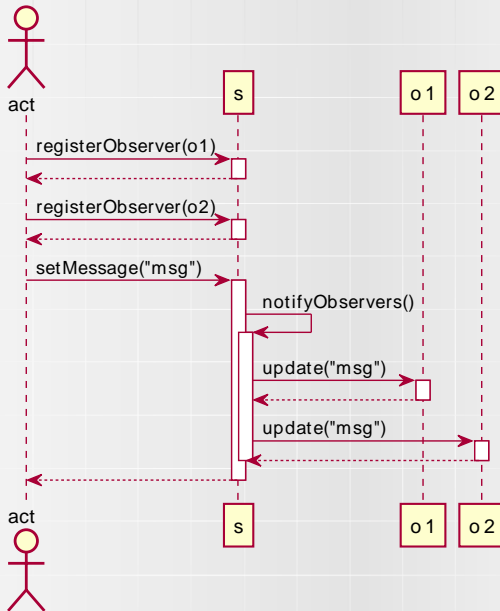 act
s
o1
o2
registerObserver(o1)
registerObserver(o2)
setMessage("msg")
notifyObservers()
update("msg")
update("msg")
act
s
o1
o2